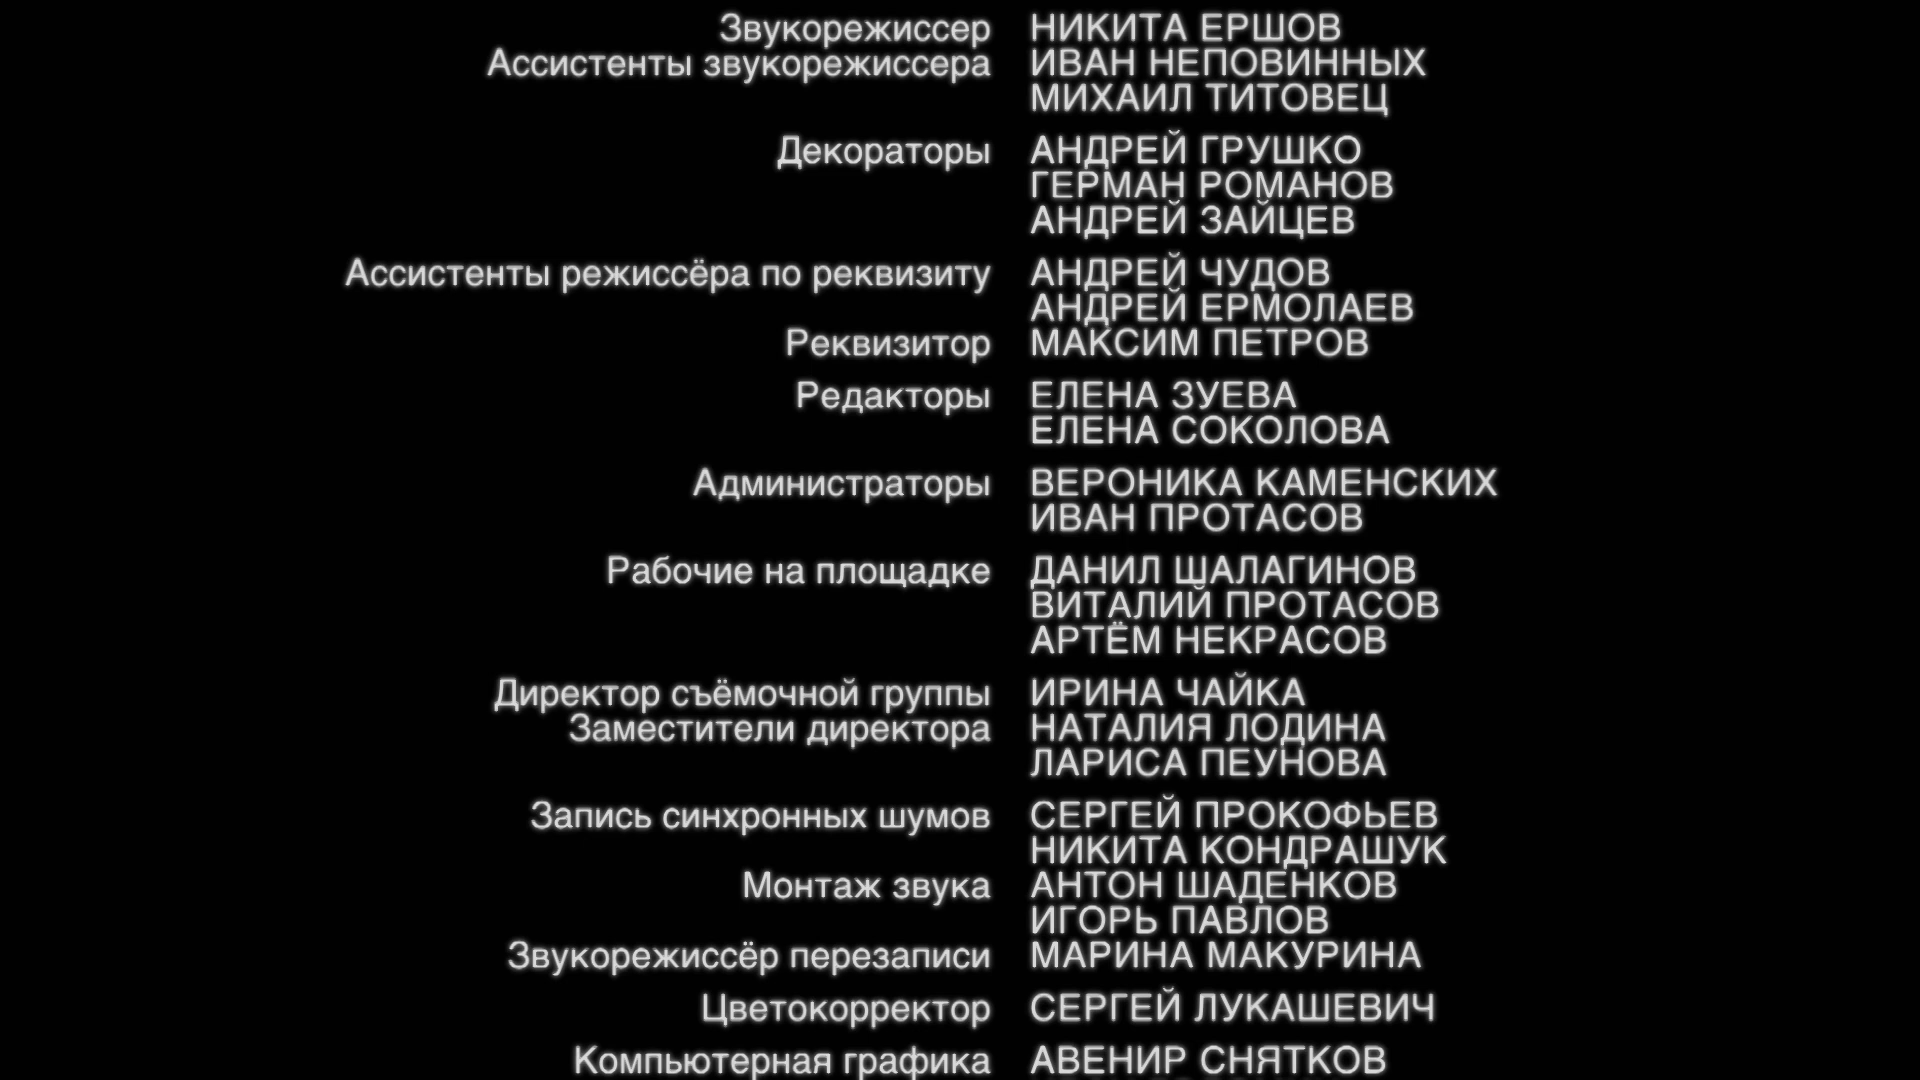 Звукорежиссер НИКИТА ЕРШОВ
Ассистенты звукорежиссера ИВАН НЕПОВИННЫХ
МИХАИЛ ТИТОВЕЦ
Декораторы АНДРЕЙ ГРУШКО
ГЕРМАН РОМАНОВ
АНДРЕЙ ЗАЙЦЕВ
Ассистенты режиссёра по реквизиту АНДРЕЙ ЧУДОВ
АНДРЕЙ ЕРМОЛАЕВ
Реквизитор МАКСИМ ПЕТРОВ
Редакторы ЕЛЕНА ЗУЕВА
ЕЛЕНА СОКОЛОВА
Администраторы ВЕРОНИКА КАМЕНСКИХ
ИВАН ПРОТАСОВ
Рабочие на площадке ДАНИЛ ШАЛАГИНОВ
ВИТАЛИЙ ПРОТАСОВ
АРТЁМ НЕКРАСОВ
Директор съёмочной группы ИРИНА ЧАЙКА
Заместители директора НАТАЛИЯ ЛОДИНА
ЛАРИСА ПЕУНОВА
Запись синхронных шумов СЕРГЕЙ ПРОКОФЬЕВ
НИКИТА КОНДРАШУК
Монтаж звука АНТОН ШАДЕНКОВ
ИГОРЬ ПАВЛОВ
Звукорежиссёр перезаписи МАРИНА МАКУРИНА
Цветокорректор СЕРГЕЙ ЛУКАШЕВИЧ
Компьютерная графика АВЕНИР СНЯТКОВ